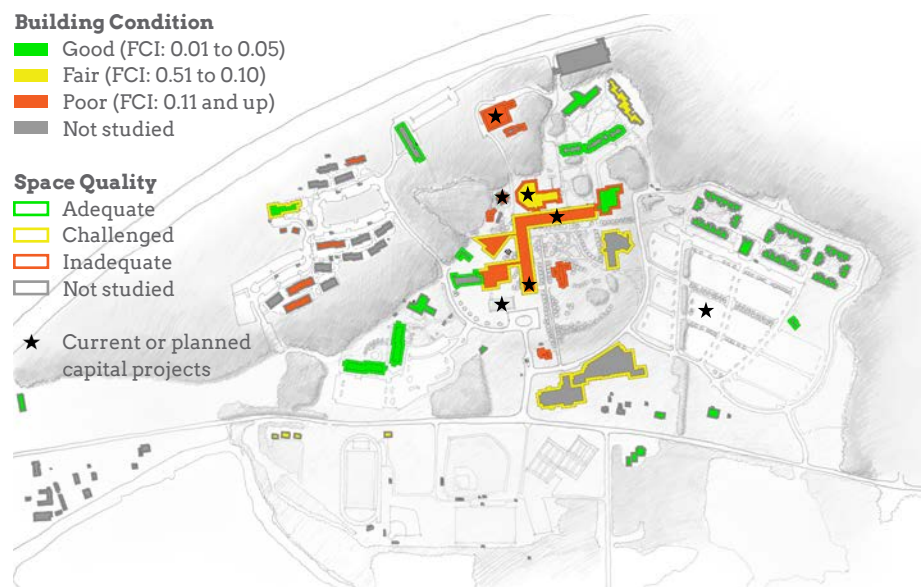 Building Condition
Good (FCI: 0.01 to 0.05)
Fair (FCI: 0.51 to 0.10)
Poor (FCI: 0.11 and up)
Not studied
Space Quality
Adequate
Challenged
Inadequate
Not studied
Current or planned
capital projects